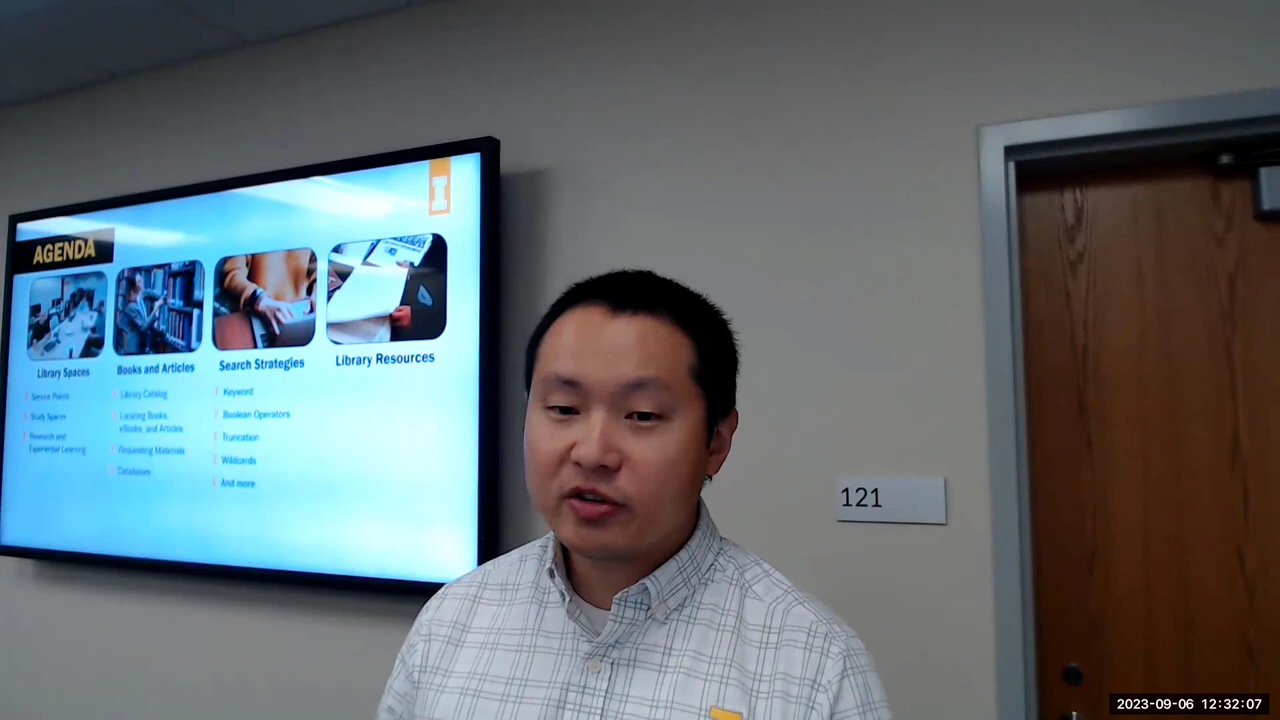 I
AGENDA
Library Spaces
Service Points
Study Spaces
Research and
Experiential Learning
Books and Articles
Library Catalog
Locating Books,
eBooks, and Articles
Requesting Materials
Databases
Search Strategies
Keyword
Boolean Operators
Truncation
Wildcards
And more
Library Resources
121
2023-09-06 12:32:07